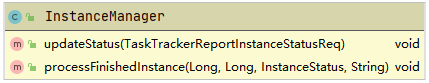 C InstanceManager
m updateStatus(TaskTrackerReportInstanceStatusReq) void
m processFinishedInstance(Long, Long, InstanceStatus, String) void